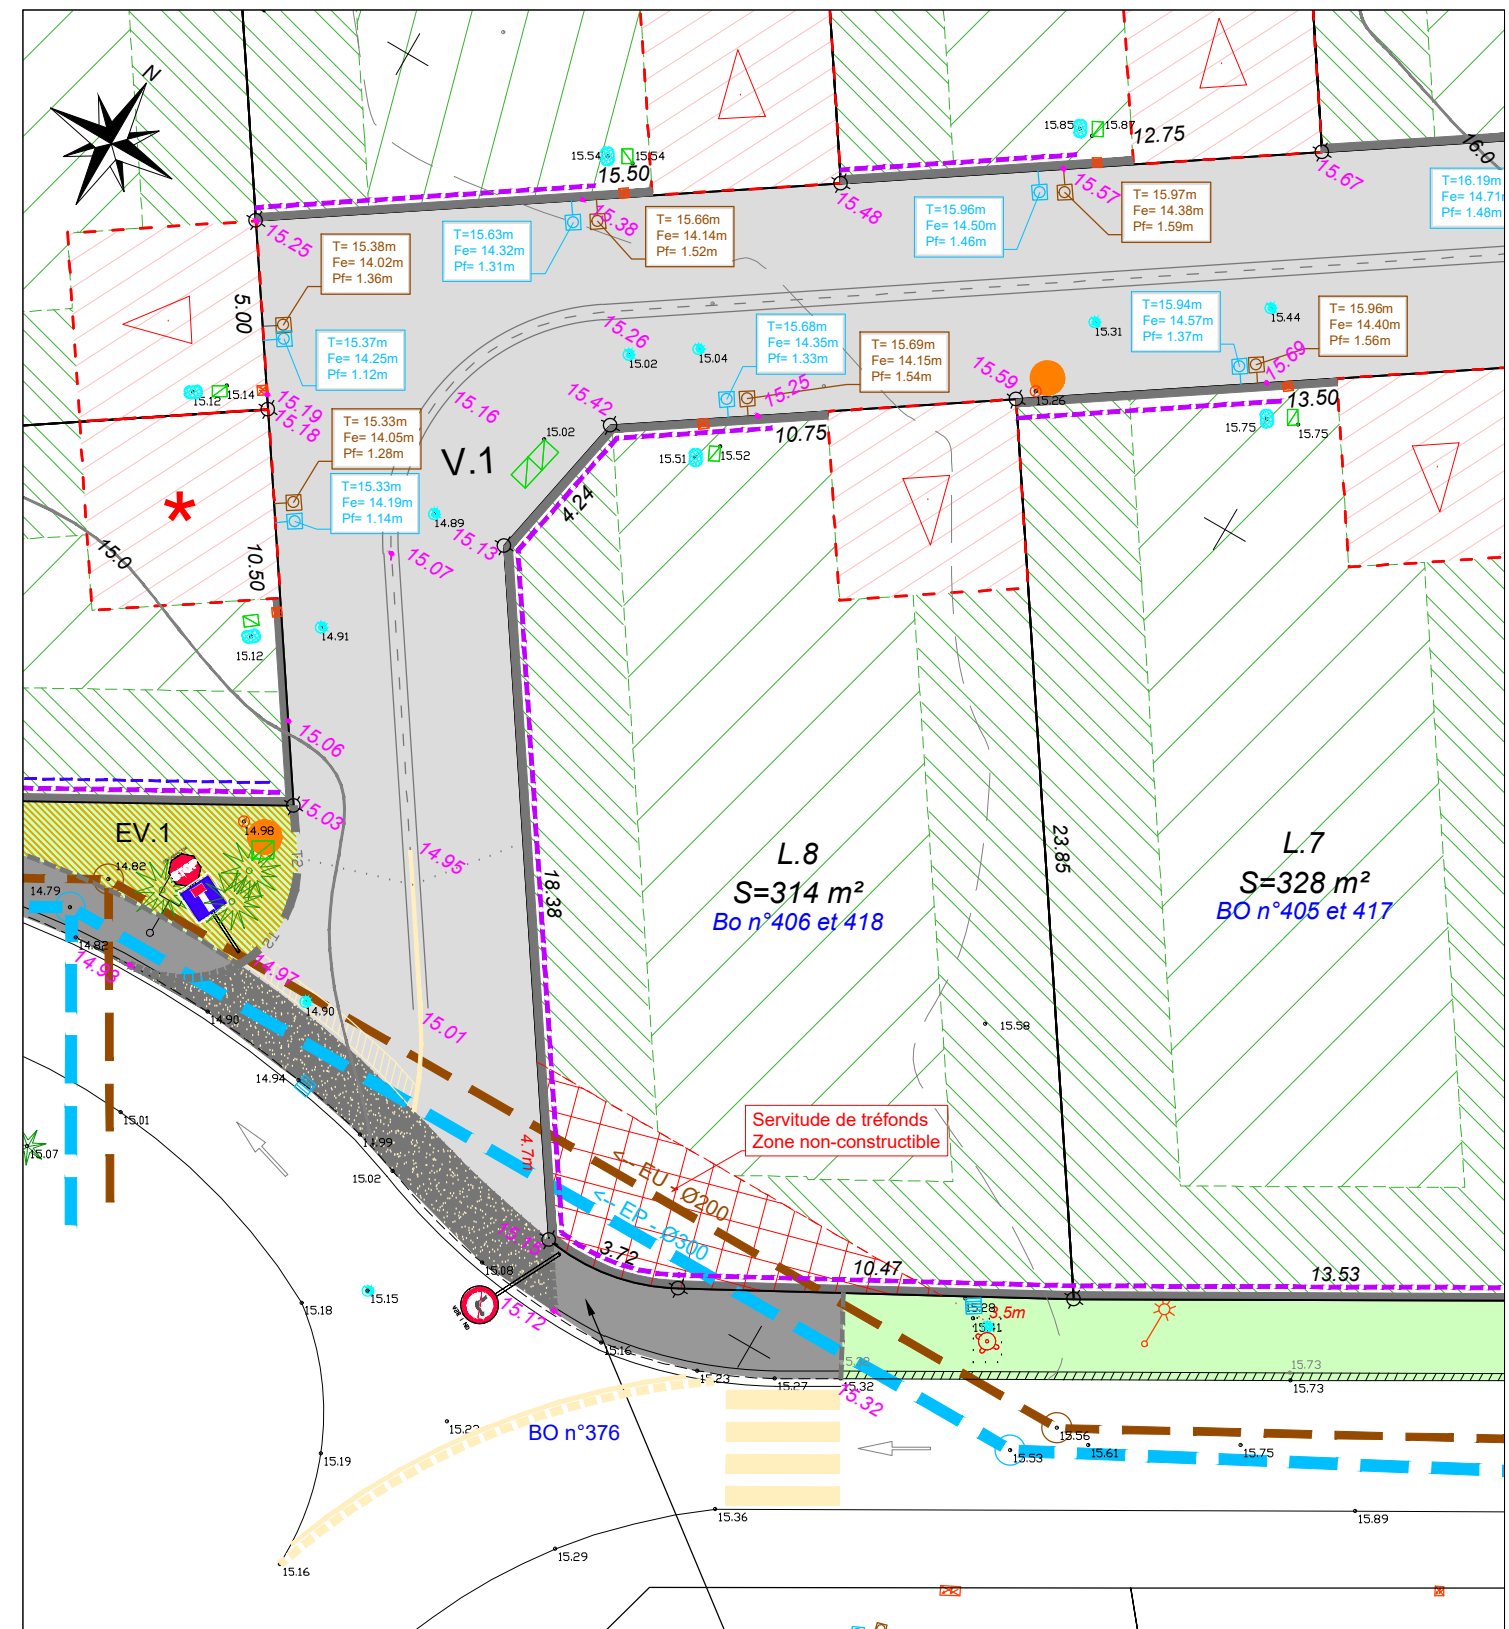 N
15.85
15.87
12.75
16.0
15.54
15.54
15.50
15.67
15.57
15.48
15.38
15.25
T= 15.38m
Fe= 14.02m
Pf= 1.36m
T=15.63m
Fe= 14.32m
Pf= 1.31m
T= 15.66m
Fe= 14.14m
Pf= 1.52m
T=15.96m
Fe= 14.50m
Pf= 1.46m
T= 15.97m
Fe= 14.38m
Pf= 1.59m
T=16.19m
Fe= 14.71m
Pf= 1.48m
5.00
T=15.37m
Fe= 14.25m
Pf= 1.12m
15.26
15.02
15.04
T=15.68m
Fe= 14.35m
Pf= 1.33m
T= 15.69m
Fe= 14.15m
Pf= 1.54m
15.31
T=15.94m
Fe= 14.57m
Pf= 1.37m
15.44
T= 15.96m
Fe= 14.40m
Pf= 1.56m
15.69
15.59
15.26
13.50
15.12
15.14
15.19
15.18
15.16
15.42
15.25
10.75
15.75
15.75
T= 15.33m
Fe= 14.05m
Pf= 1.28m
T=15.33m
Fe= 14.19m
Pf= 1.14m
V.1
15.02
15.51
15.52
4.24
*
14.89
15.13
15.07
15.0
10.50
14.91
15.12
15.06
15.03
EV.1
14.98
14.82
14.79
14.82
14.93
14.97
14.90
14.90
14.95
15.01
18.38
23.85
L.8
S=314 m²
Bo n°406 et 418
L.7
S=328 m²
BO n°405 et 417
15.58
14.94
14.99
15.02
15.01
15.07
4.7m
Servitude de tréfonds
Zone non-constructible
<-- EU - Ø200
<-- EP - Ø300
3.72
10.47
13.53
15.08
15.15
15.18
15.12
15.16
15.23
15.27
15.32
15.32
15.28
3.5m
15.41
15.73
15.73
BO n°376
15.19
15.56
15.53
15.61
15.75
15.36
15.89
15.29
15.16